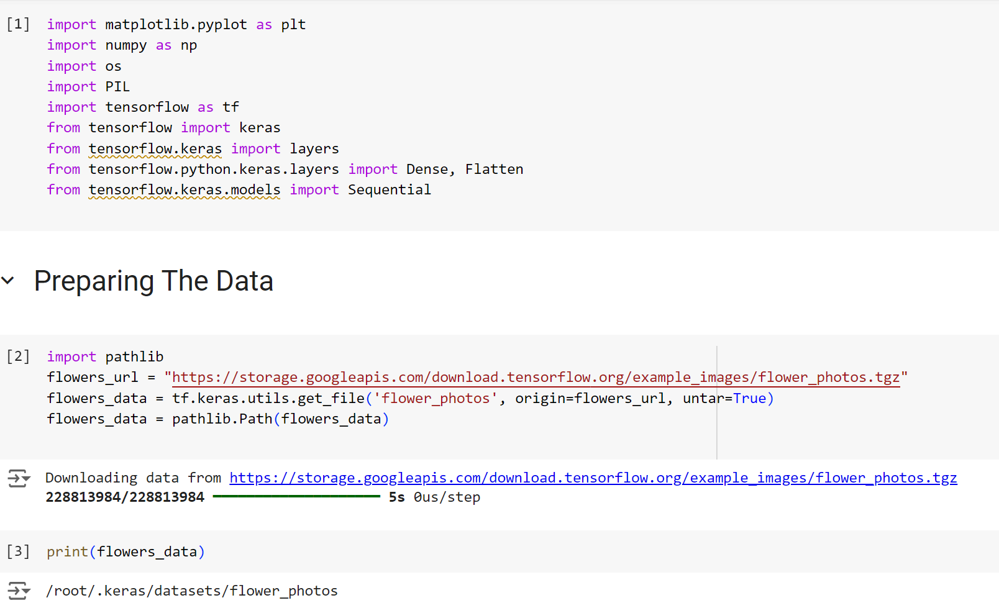 [1] import matplotlib.pyplot as plt
import numpy as np
import os
import PIL
import tensorflow as tf
from tensorflow import keras
from tensorflow.keras import layers
from tensorflow.python.keras.layers import Dense, Flatten
from tensorflow.keras.models import Sequential
Preparing The Data
[2] import pathlib
flowers_url = "https://storage.googleapis.com/download.tensorflow.org/example_images/flower_photos.tgz"
flowers_data = tf.keras.utils.get_file('flower_photos', origin=flowers_url, untar=True)
flowers_data = pathlib.Path(flowers_data)
Downloading data from https://storage.googleapis.com/download.tensorflow.org/example_images/flower_photos.tgz
228813984/228813984 ━━━━━━━━━━━━━━━━━━━━ 5s 0us/step
[3] print(flowers_data)
/root/.keras/datasets/flower_photos